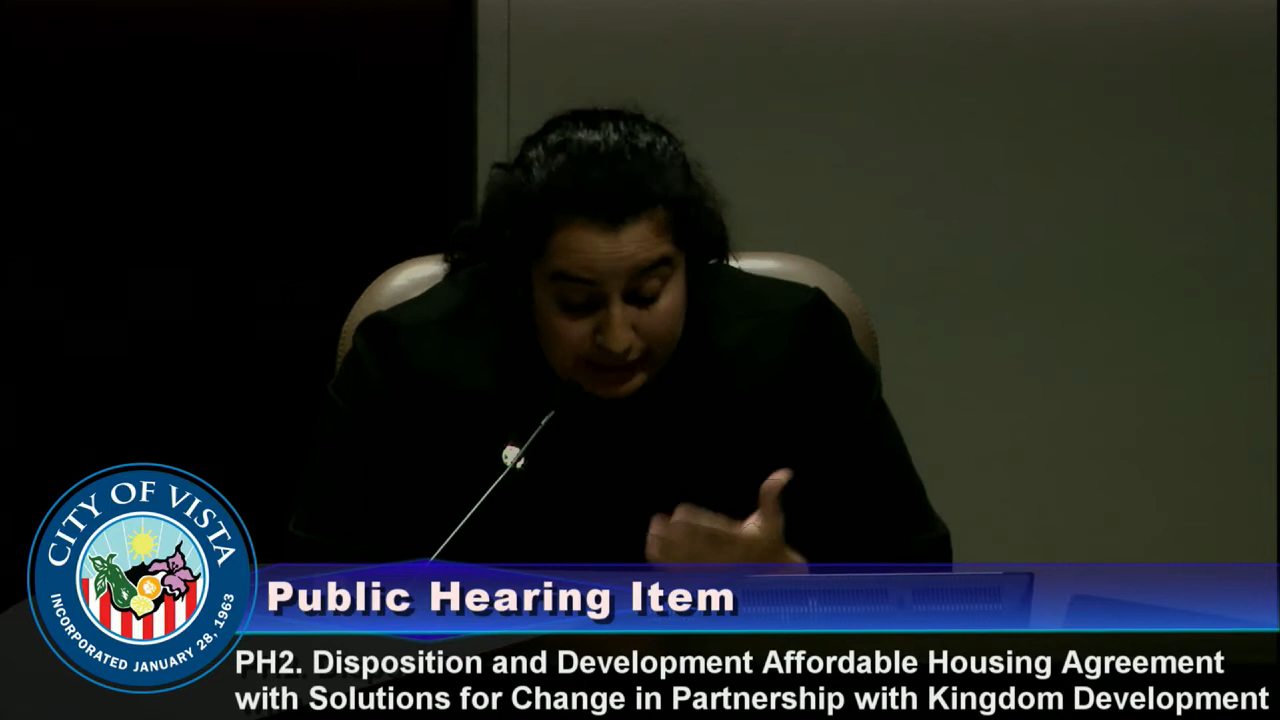 CITY OF VISTA
INCORPORATED JANUARY 28, 1963
Public Hearing Item
PH2. Disposition and Development Affordable Housing Agreement
with Solutions for Change in Partnership with Kingdom Development